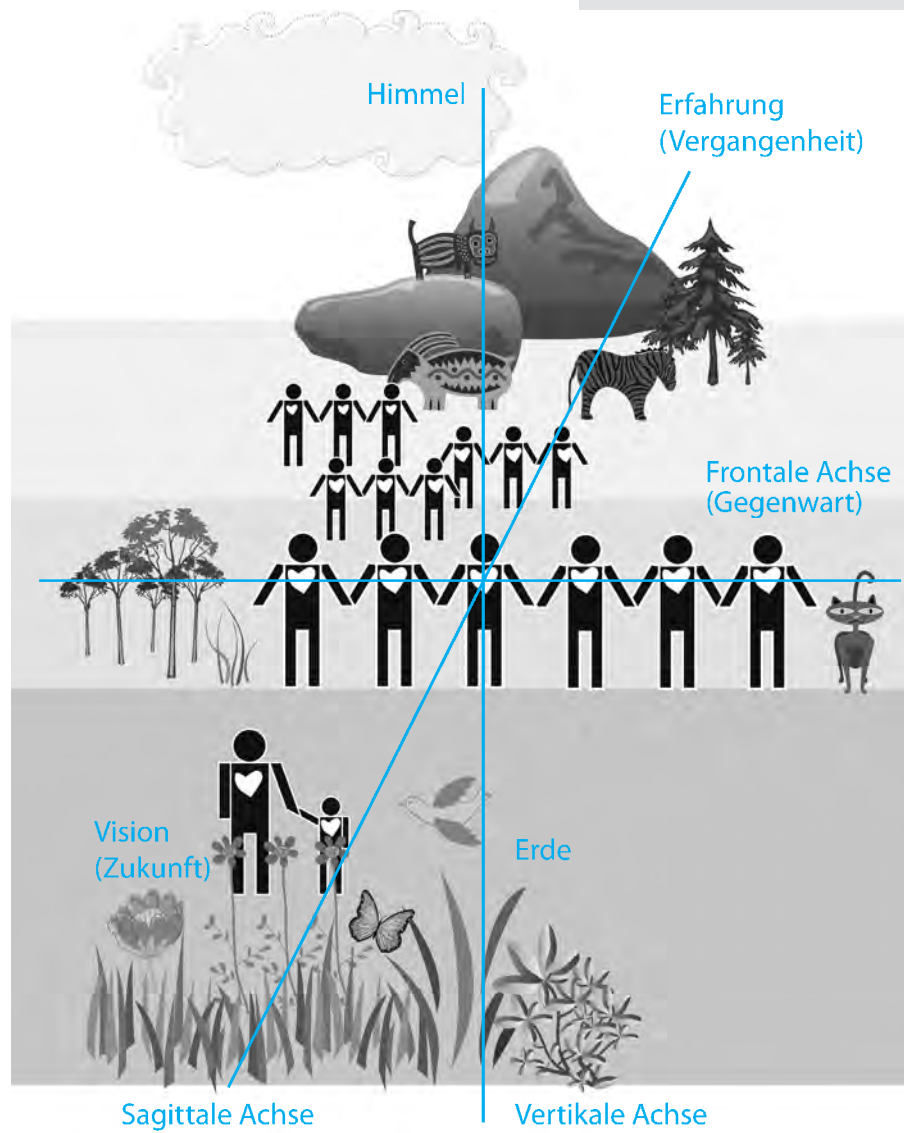 Himmel
Erfahrung
(Vergangenheit)
Frontale Achse
(Gegenwart)
Vision
(Zukunft)
Erde
Sagittale Achse
Vertikale Achse